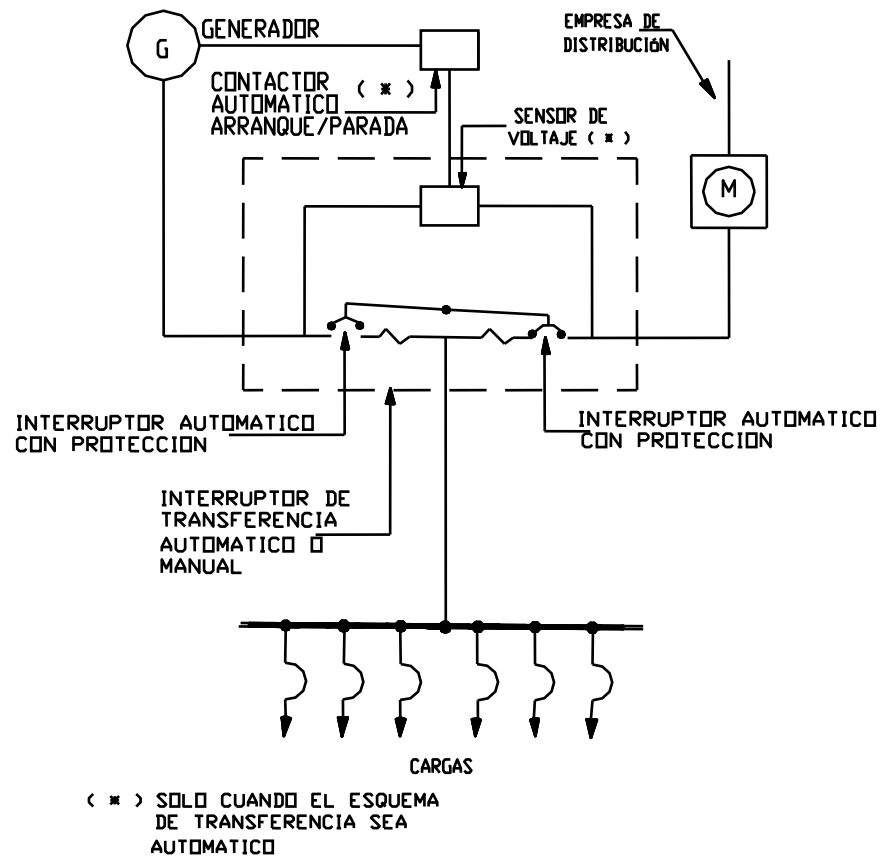 G
GENERADOR
EMPRESA DE
DISTRIBUCIóN
CONTACTOR ( * )
AUTOMATICO
ARRANQUE/PARADA
SENSOR DE
VOLTAJE ( * )
M
INTERRUPTOR AUTOMATICO
CON PROTECCION
INTERRUPTOR AUTOMATICO
CON PROTECCION
INTERRUPTOR DE
TRANSFERENCIA
AUTOMATICO O
MANUAL
CARGAS
( * ) SOLO CUANDO EL ESQUEMA
DE TRANSFERENCIA SEA
AUTOMATICO